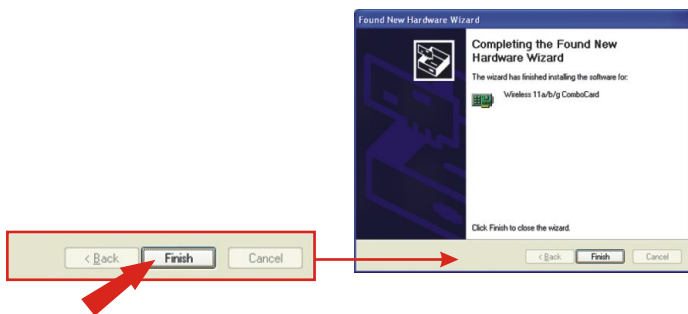 Found New Hardware Wizard
Completing the Found New
Hardware Wizard
The wizard has finished installing the software for:
Wireless 11a/b/g ComboCard
Click Finish to close the wizard.
< Back Finish Cancel
< Back Finish Cancel